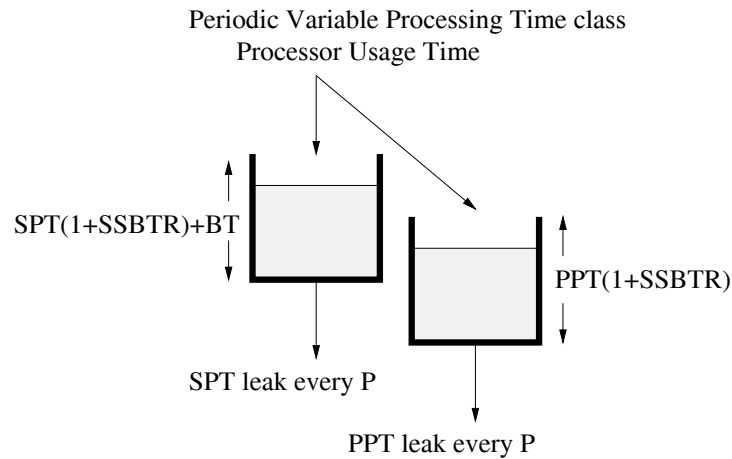 Periodic Variable Processing Time class
Processor Usage Time
SPT(1+SSBTR)+BT
PPT(1+SSBTR)
SPT leak every P
PPT leak every P